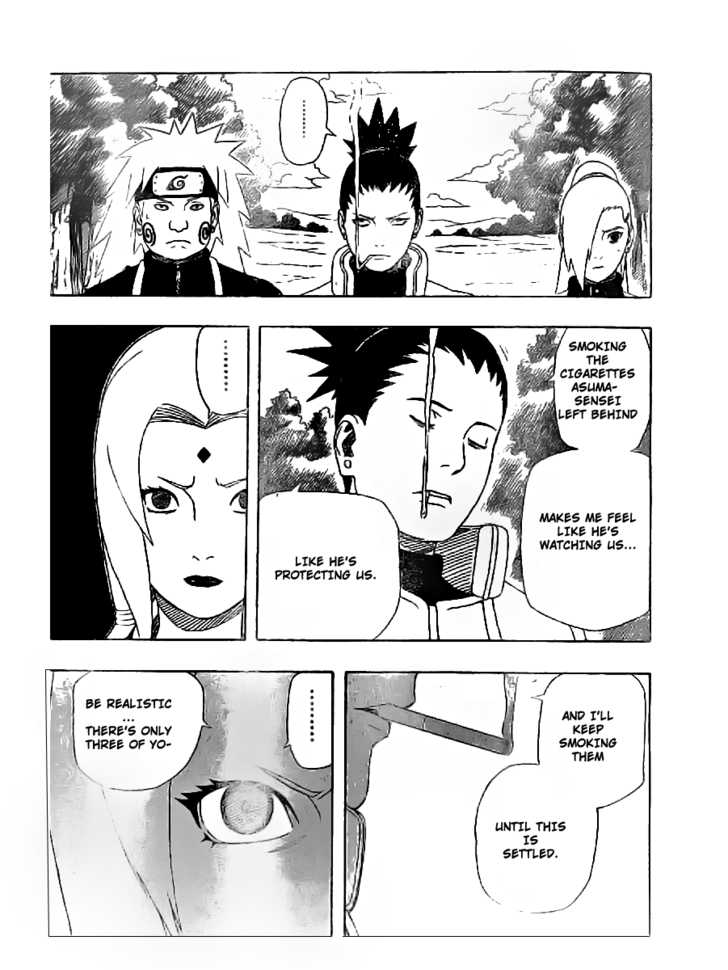 .........
SMOKING
THE
CIGARETTES
ASUMA-
SENSEI
LEFT BEHIND
MAKES ME FEEL
LIKE HE'S
WATCHING US...
LIKE HE'S
PROTECTING US.
.........
AND I'LL
KEEP
SMOKING
THEM
UNTIL THIS
IS
SETTLED.
.........
BE REALISTIC
...
THERE'S ONLY
THREE OF YO-